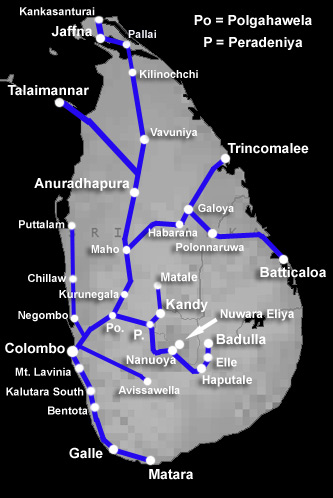 Kankasanturai
Po = Polgahawela
Jaffna
Pallai
P = Peradeniya
Kilinochchi
Talaimannar
Vavuniya
Trincomalee
Anuradhapura
Galoya
Puttalam
R I
K
Habarana
Maho
Polonnaruwa
Batticaloa
Chillaw
Matale
Kurunegala
Kandy
Negombo
Po.
P.
Nuwara Eliya
Colombo
Badulla
Nanuoya
Elle
Mt. Lavinia
Haputale
Kalutara South
Avissawella
Bentota
Galle
Matara